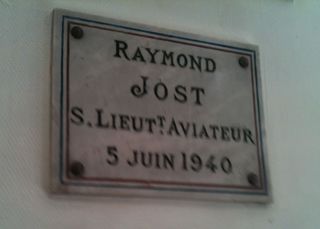 RAYMOND
JOST
S. LIEUTT. AVIATEUR
5 JUIN 1940